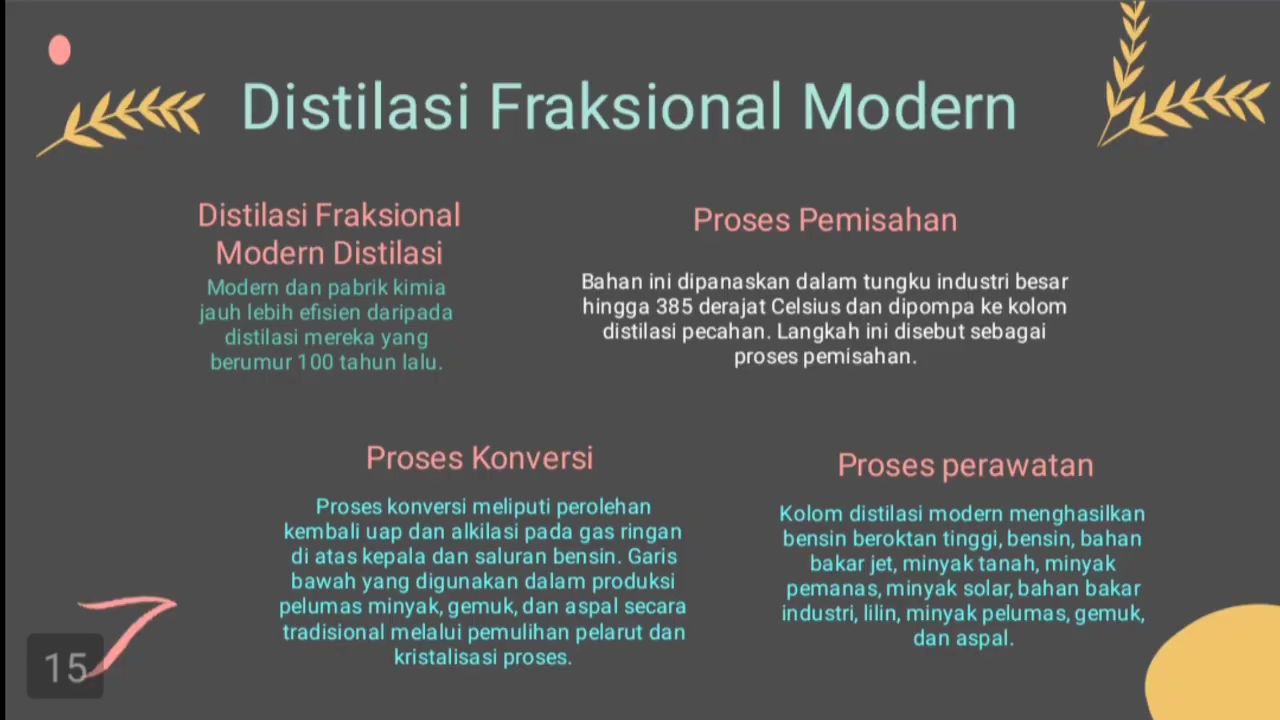 Distilasi Fraksional Modern
Distilasi Fraksional
Modern Distilasi
Modern dan pabrik kimia
jauh lebih efisien daripada
distilasi mereka yang
berumur 100 tahun lalu.
Proses Pemisahan
Bahan ini dipanaskan dalam tungku industri besar
hingga 385 derajat Celsius dan dipompa ke kolom
distilasi pecahan. Langkah ini disebut sebagai
proses pemisahan.
Proses Konversi
Proses konversi meliputi perolehan
kembali uap dan alkilasi pada gas ringan
di atas kepala dan saluran bensin. Garis
bawah yang digunakan dalam produksi
pelumas minyak, gemuk, dan aspal secara
tradisional melalui pemulihan pelarut dan
kristalisasi proses.
Proses perawatan
Kolom distilasi modern menghasilkan
bensin beroktan tinggi, bensin, bahan
bakar jet, minyak tanah, minyak
pemanas, minyak solar, bahan bakar
industri, lilin, minyak pelumas, gemuk,
dan aspal.
15